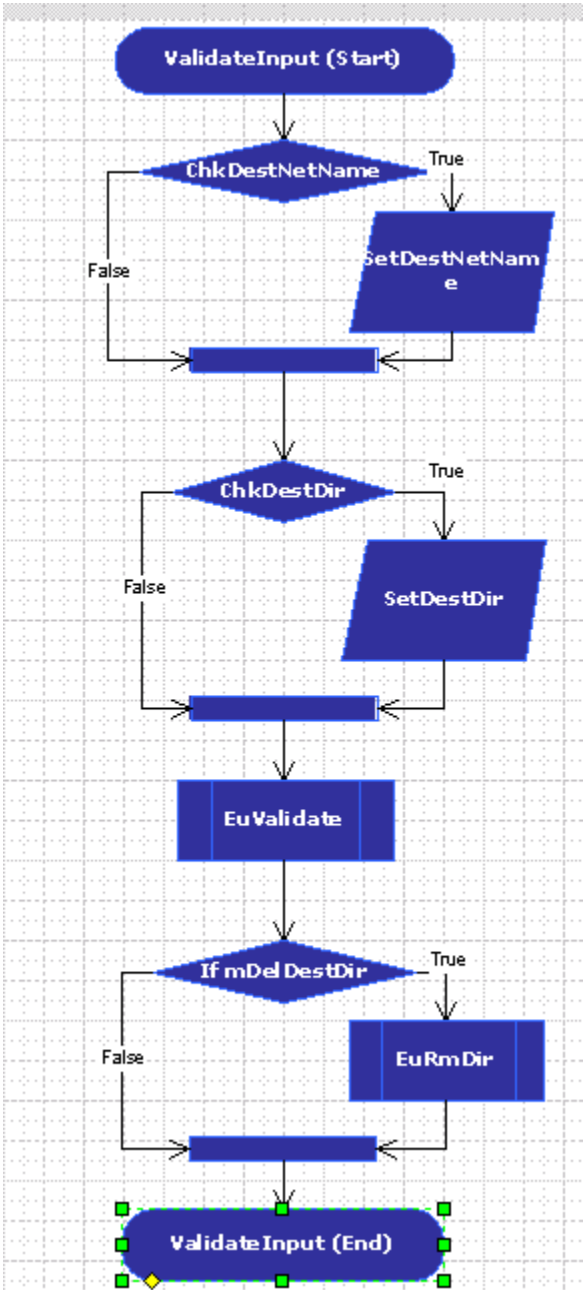 ValidateInput (Start)
ChkDestNetName
True
False
SetDestNetNam
e
ChkDestDir
True
False
SetDestDir
EuValidate
If mDelDestDir
True
False
EuRmDir
ValidateInput (End)